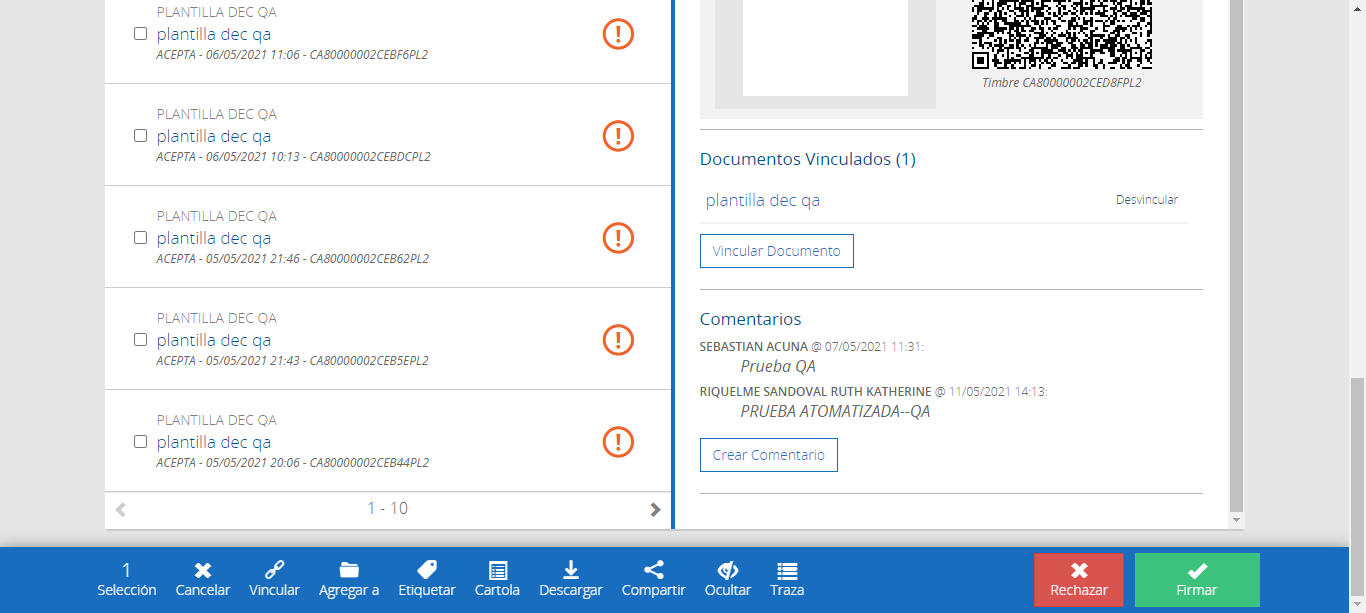 PLANTILLA DEC QA
plantilla dec qa
ACEPTA - 06/05/2021 11:06 - CA80000002CEBF6PL2
PLANTILLA DEC QA
plantilla dec qa
ACEPTA - 06/05/2021 10:13 - CA80000002CEBDCPL2
PLANTILLA DEC QA
plantilla dec qa
ACEPTA - 05/05/2021 21:46 - CA80000002CEB62PL2
PLANTILLA DEC QA
plantilla dec qa
ACEPTA - 05/05/2021 21:43 - CA80000002CEB5EPL2
PLANTILLA DEC QA
plantilla dec qa
ACEPTA - 05/05/2021 20:06 - CA80000002CEB44PL2
1 - 10
Timbre CA80000002CED8FPL2
Documentos Vinculados (1)
plantilla dec qa Desvincular
Vincular Documento
Comentarios
SEBASTIAN ACUNA @ 07/05/2021 11:31:
Prueba QA
RIQUELME SANDOVAL RUTH KATHERINE @ 11/05/2021 14:13:
PRUEBA ATOMATIZADA--QA
Crear Comentario
1
Selección Cancelar Vincular Agregar a Etiquetar Cartola Descargar Compartir Ocultar Traza Rechazar Firmar